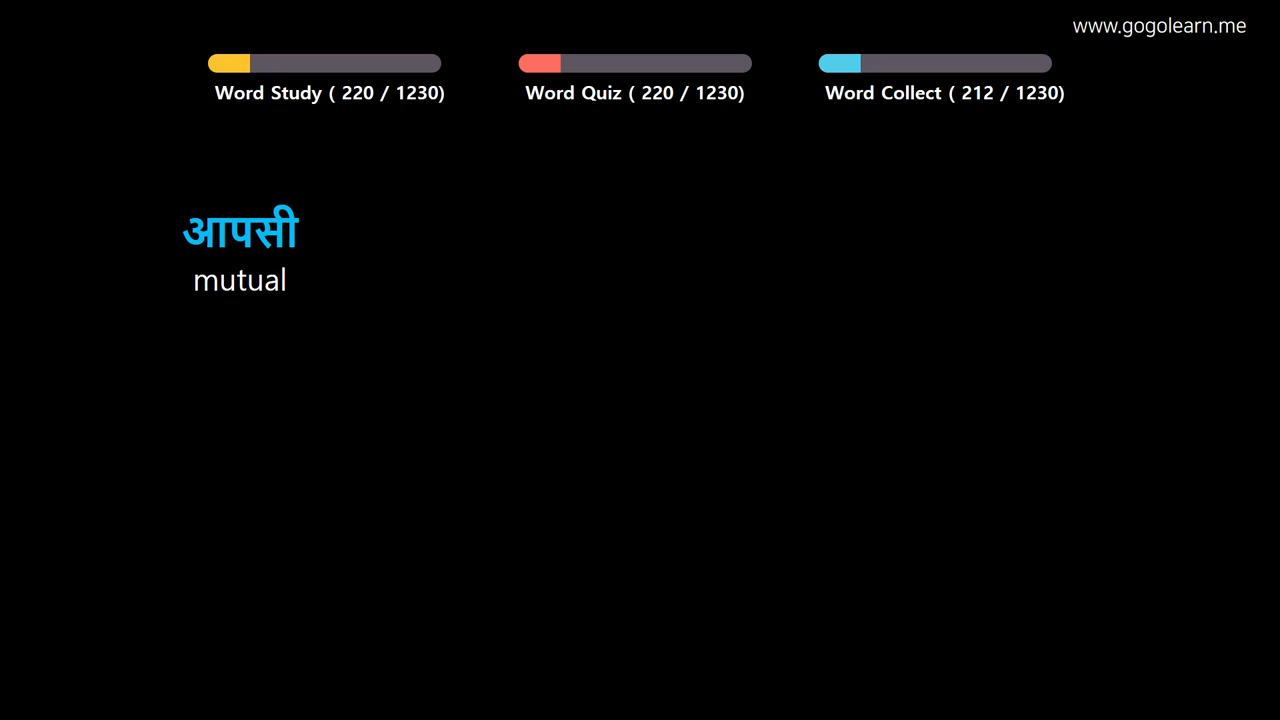 www.gogolearn.me
Word Study ( 220 / 1230)
Word Quiz ( 220 / 1230)
Word Collect ( 212 / 1230)
आपसी
mutual